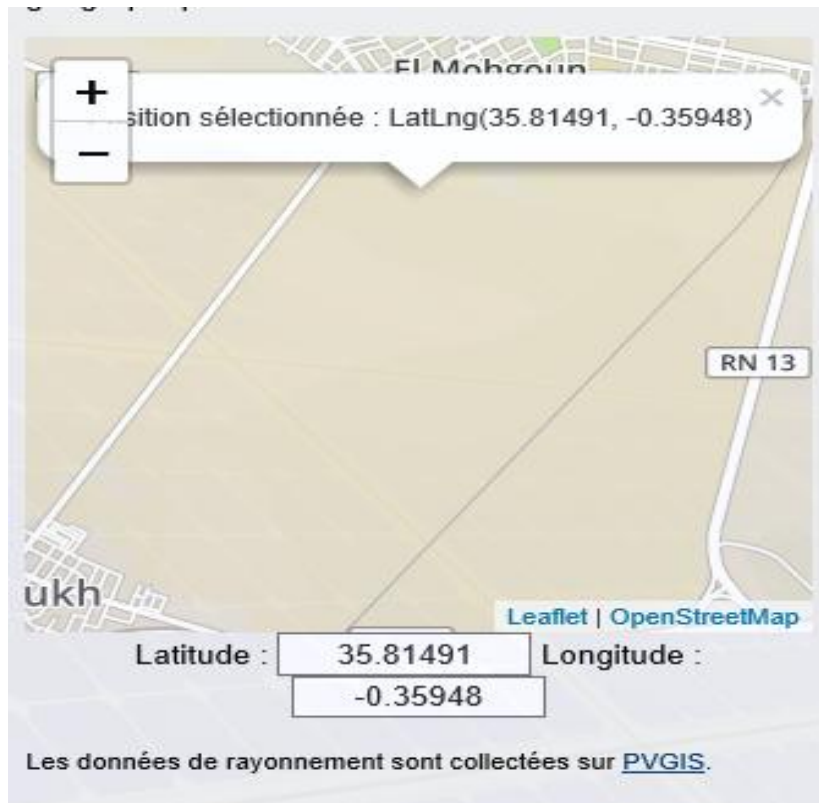 El Mohgoun
+
sition sélectionnée : LatLng(35.81491, -0.35948) ×
−
RN 13
ukh
Leaflet | OpenStreetMap
Latitude : 35.81491 Longitude :
-0.35948
Les données de rayonnement sont collectées sur PVGIS.